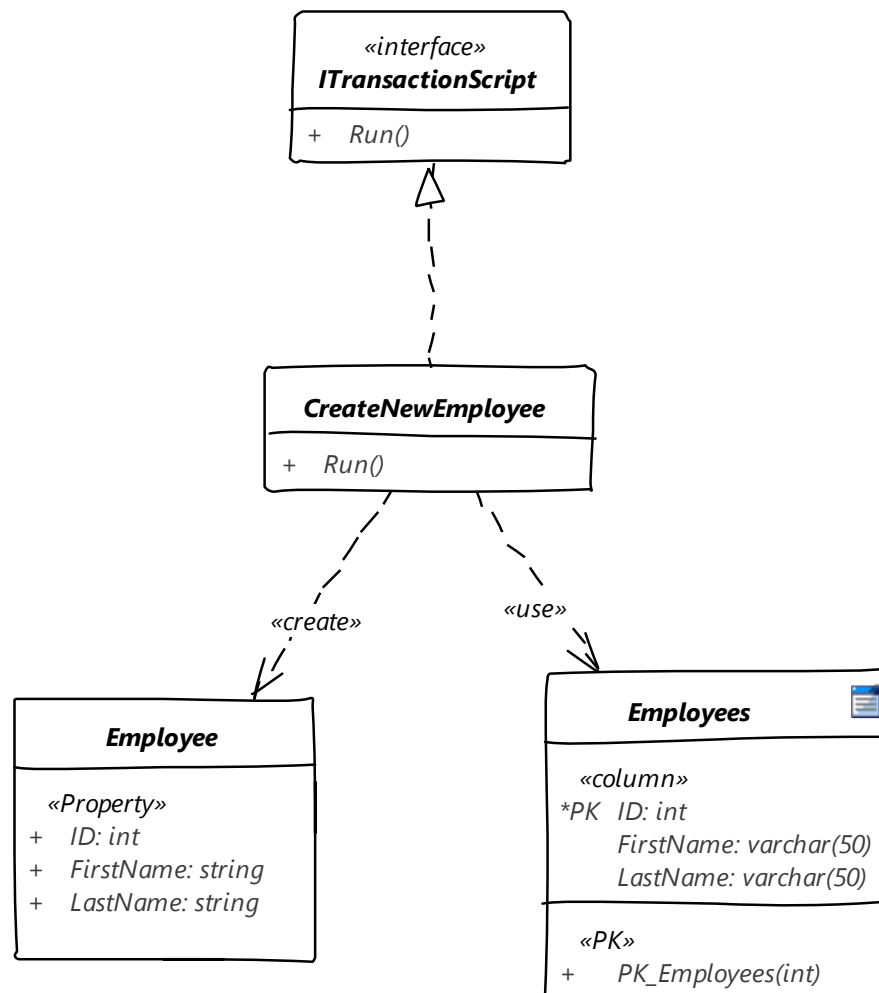 «interface»
ITransactionScript
+ Run()
CreateNewEmployee
+ Run()
«create»
«use»
Employee
«Property»
+ ID: int
+ FirstName: string
+ LastName: string
Employees
«column»
*PK ID: int
FirstName: varchar(50)
LastName: varchar(50)
«PK»
+ PK_Employees(int)